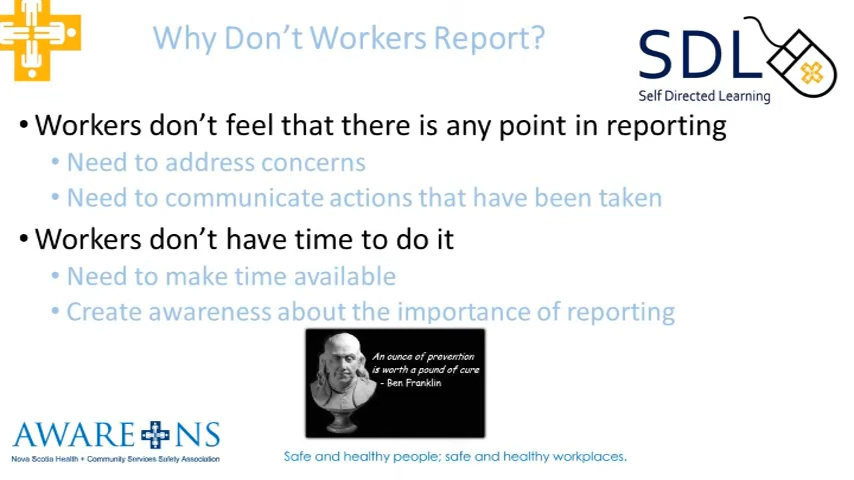 Why Don't Workers Report?
SDL
Self Directed Learning
• Workers don't feel that there is any point in reporting
• Need to address concerns
• Need to communicate actions that have been taken
• Workers don't have time to do it
• Need to make time available
• Create awareness about the importance of reporting
An ounce of prevention
is worth a pound of cure
- Ben Franklin
AWARE NS
Nova Scotia Health + Community Services Safety Association
Safe and healthy people; safe and healthy workplaces.